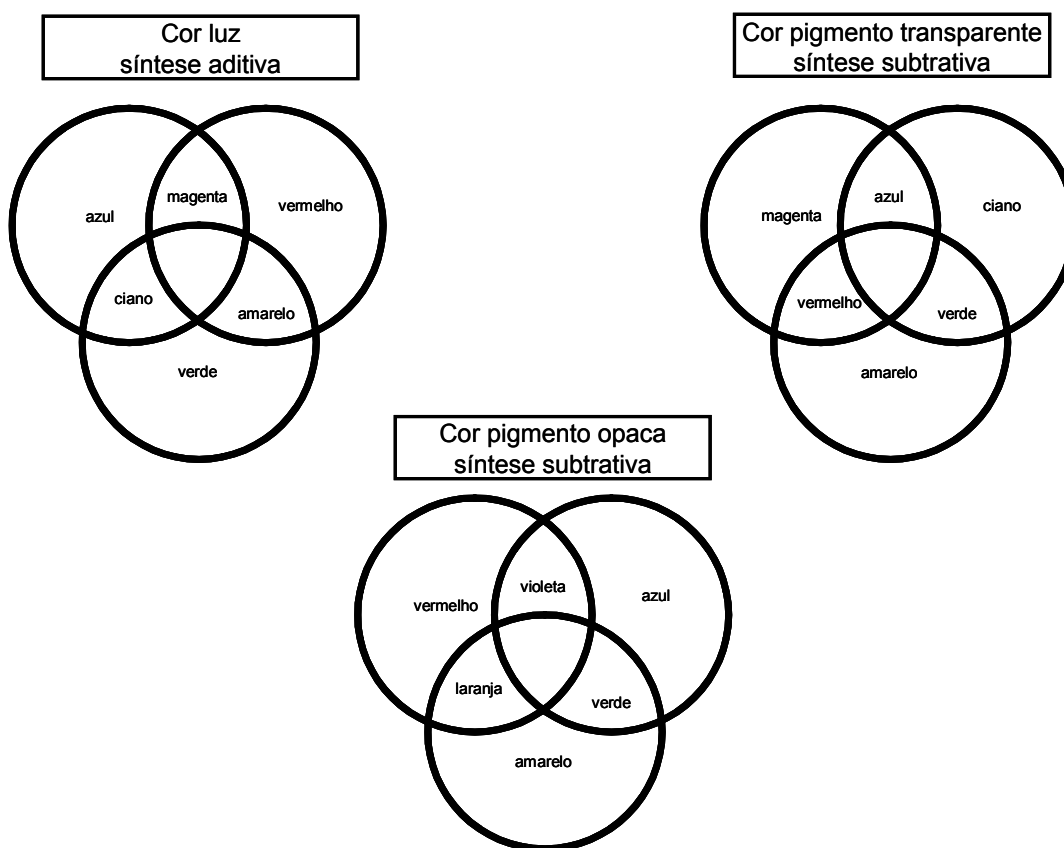 Cor luz
síntese aditiva
azul
magenta
vermelho
ciano
amarelo
verde
Cor pigmento transparente
síntese subtrativa
magenta
azul
ciano
vermelho
verde
amarelo
Cor pigmento opaca
síntese subtrativa
vermelho
violeta
azul
laranja
verde
amarelo